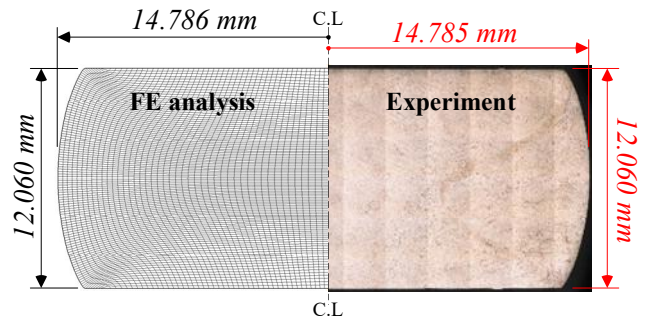 C.L
14.786 mm
14.785 mm
FE analysis
Experiment
12.060 mm
12.060 mm
C.L